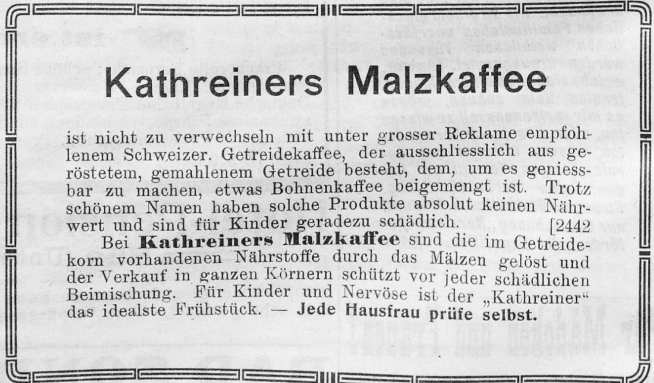 Kathreiners Malzkaffee
ist nicht zu verwechseln mit unter grosser Reklame empfoh-
lenem Schweizer. Getreidekaffee, der ausschliesslich aus ge-
röstetem, gemahlenem Getreide besteht, dem, um es geniess-
bar zu machen, etwas Bohnenkaffee beigemengt ist. Trotz
schönem Namen haben solche Produkte absolut keinen Nähr-
wert und sind für Kinder geradezu schädlich. [2442
Bei Kathreiners Malzkaffee sind die im Getreide-
korn vorhandenen Nährstoffe durch das Mälzen gelöst und
der Verkauf in ganzen Körnern schützt vor jeder schädlichen
Beimischung. Für Kinder und Nervöse ist der „Kathreiner"
das idealste Frühstück. — Jede Hausfrau prüfe selbst.